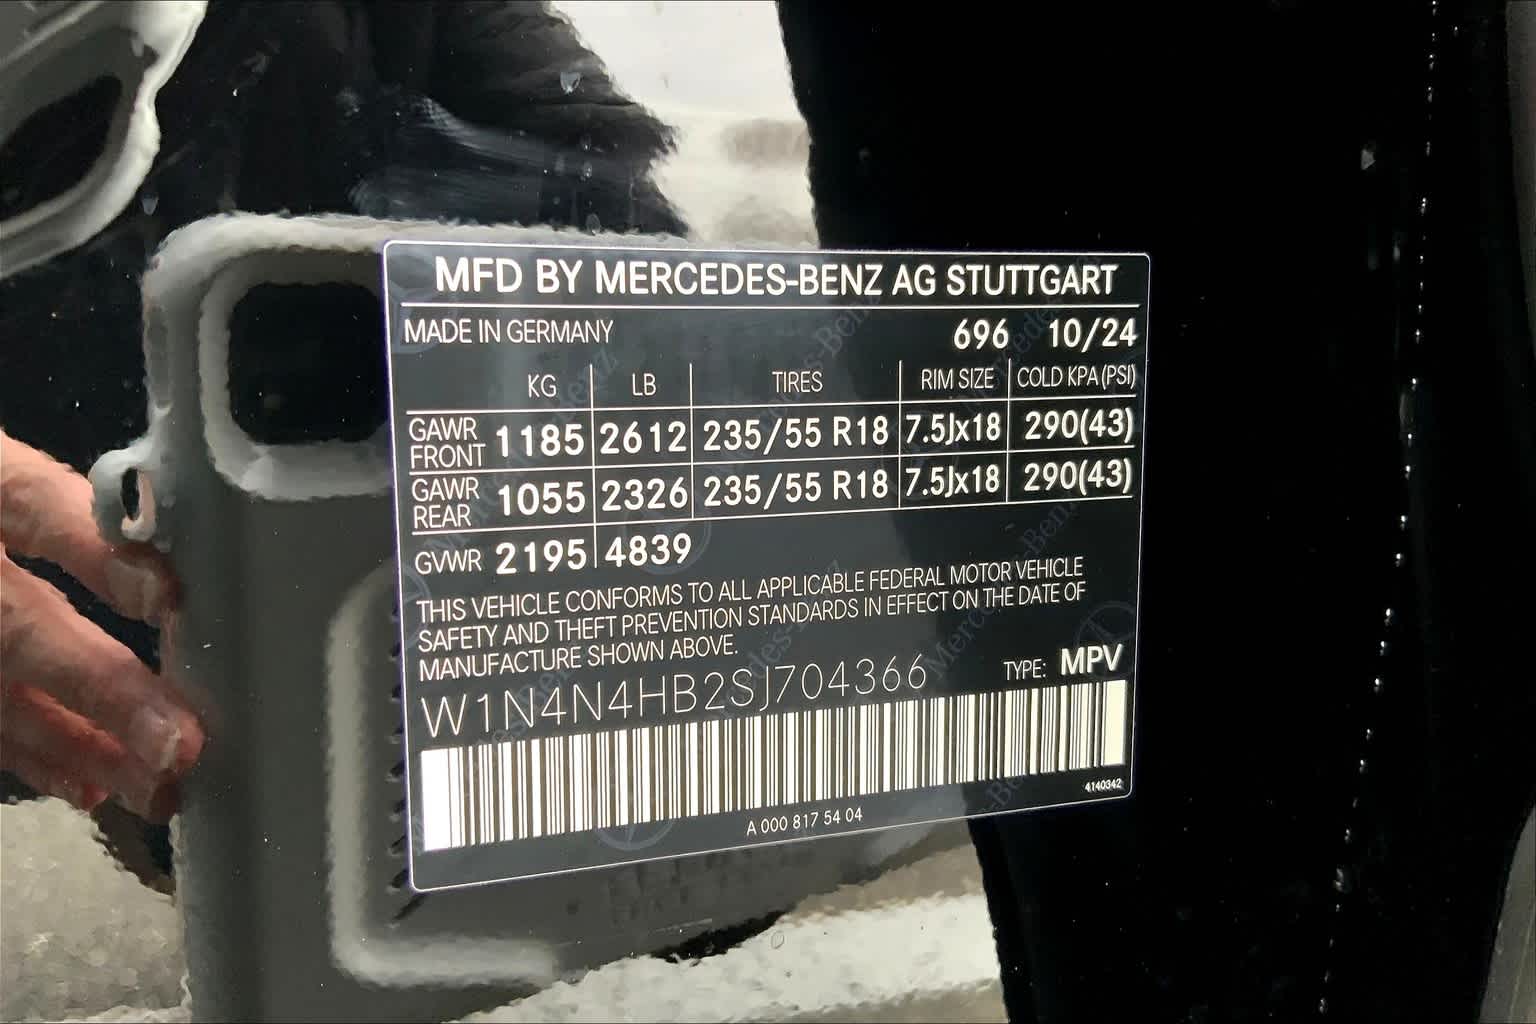 MFD BY MERCEDES-BENZ AG STUTTGART
MADE IN GERMANY 696 10/24
KG LB TIRES RIM SIZE COLD KPA (PSI)
GAWR FRONT 1185 2612 235/55 R18 7.5Jx18 290(43)
GAWR REAR 1055 2326 235/55 R18 7.5Jx18 290(43)
GVWR 2195 4839
THIS VEHICLE CONFORMS TO ALL APPLICABLE FEDERAL MOTOR VEHICLE
SAFETY AND THEFT PREVENTION STANDARDS IN EFFECT ON THE DATE OF
MANUFACTURE SHOWN ABOVE.
W1N4N4HB2SJ704366 TYPE: MPV
4140342
A 000 817 54 04